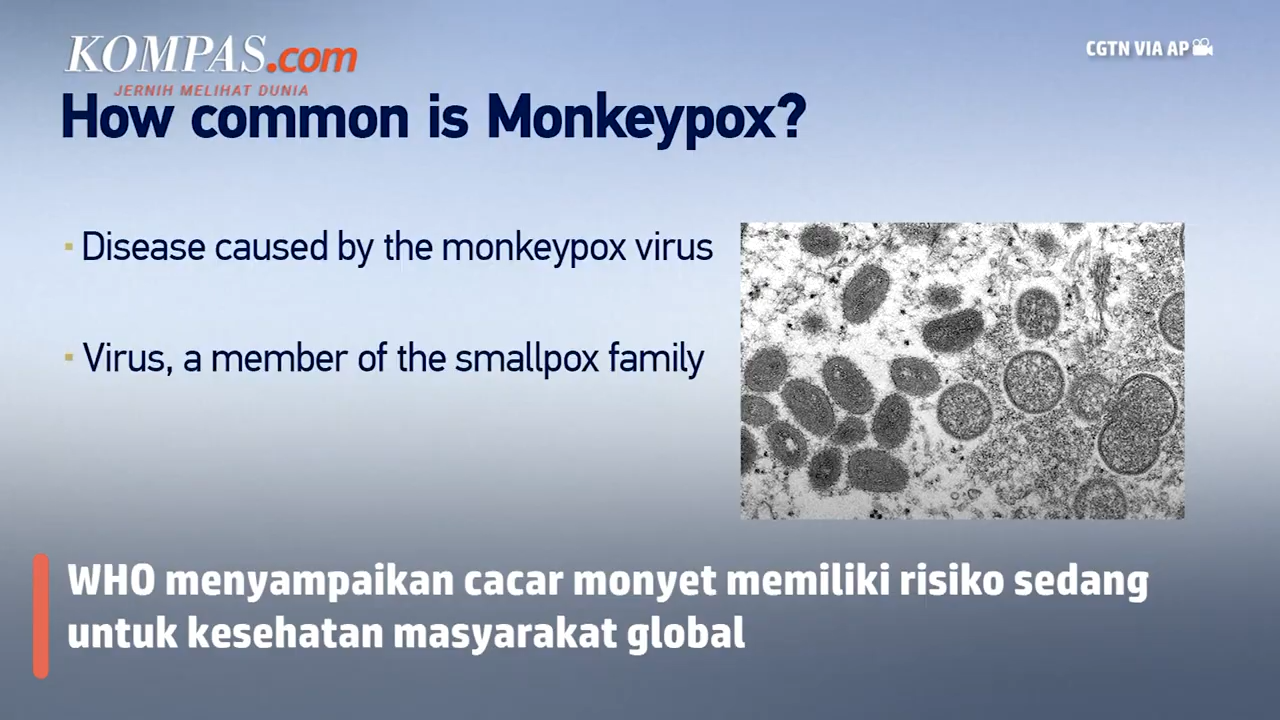 KOMPAS.com
JERNIH MELIHAT DUNIA
CGTN VIA AP
How common is Monkeypox?
Disease caused by the monkeypox virus
Virus, a member of the smallpox family
WHO menyampaikan cacar monyet memiliki risiko sedang
untuk kesehatan masyarakat global